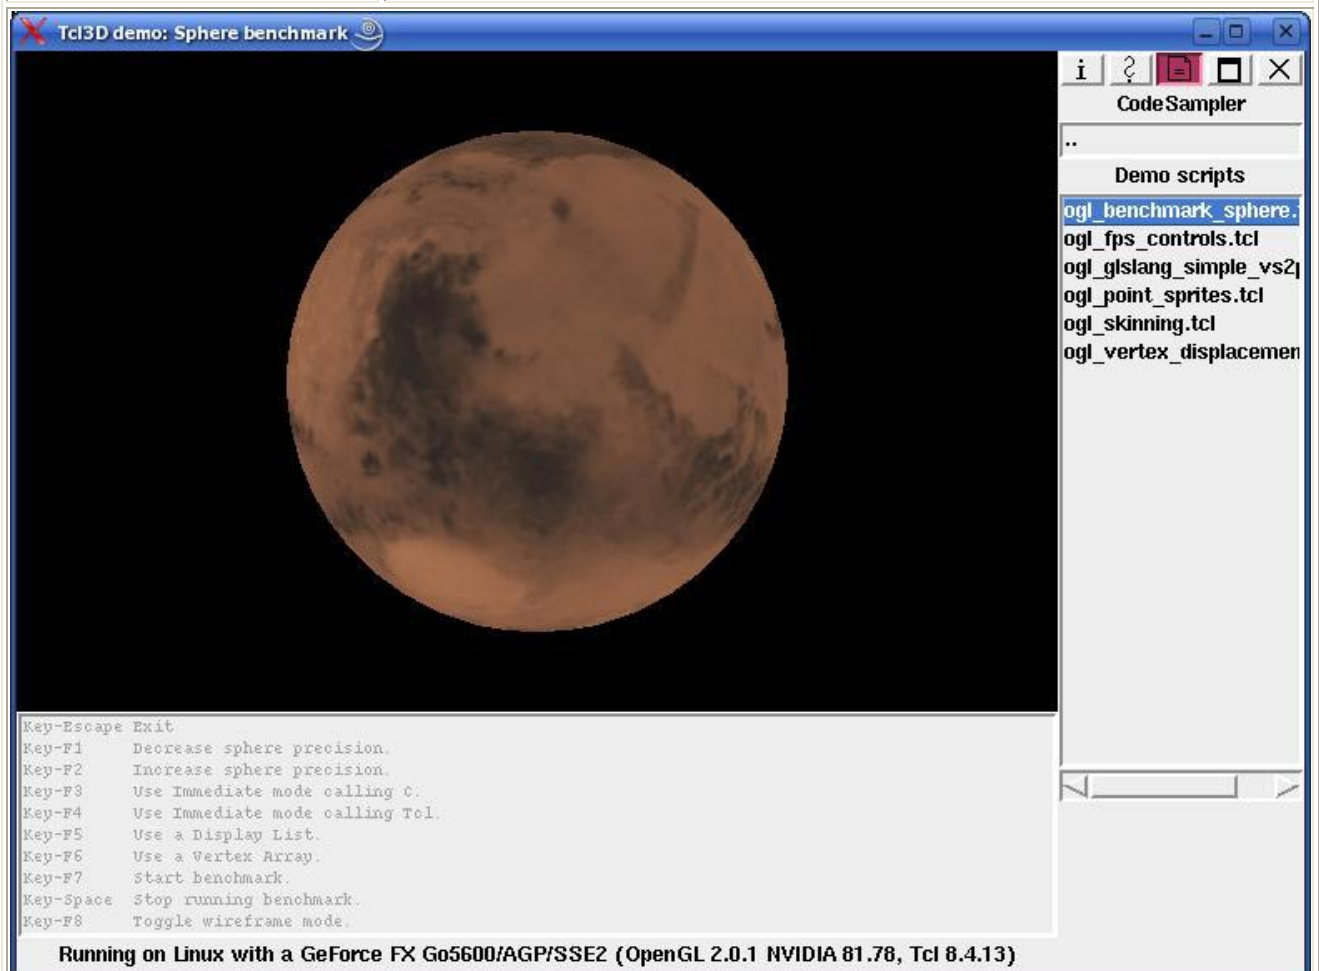 Tcl3D demo: Sphere benchmark
i ?
CodeSampler
..
Demo scripts
ogl_benchmark_sphere.
ogl_fps_controls.tcl
ogl_glslang_simple_vs2
ogl_point_sprites.tcl
ogl_skinning.tcl
ogl_vertex_displacemen
Key-Escape Exit
Key-F1 Decrease sphere precision.
Key-F2 Increase sphere precision.
Key-F3 Use Immediate mode calling C.
Key-F4 Use Immediate mode calling Tcl.
Key-F5 Use a Display List.
Key-F6 Use a Vertex Array.
Key-F7 Start benchmark.
Key-Space Stop running benchmark.
Key-F8 Toggle wireframe mode.
Running on Linux with a GeForce FX Go5600/AGP/SSE2 (OpenGL 2.0.1 NVIDIA 81.78, Tcl 8.4.13)